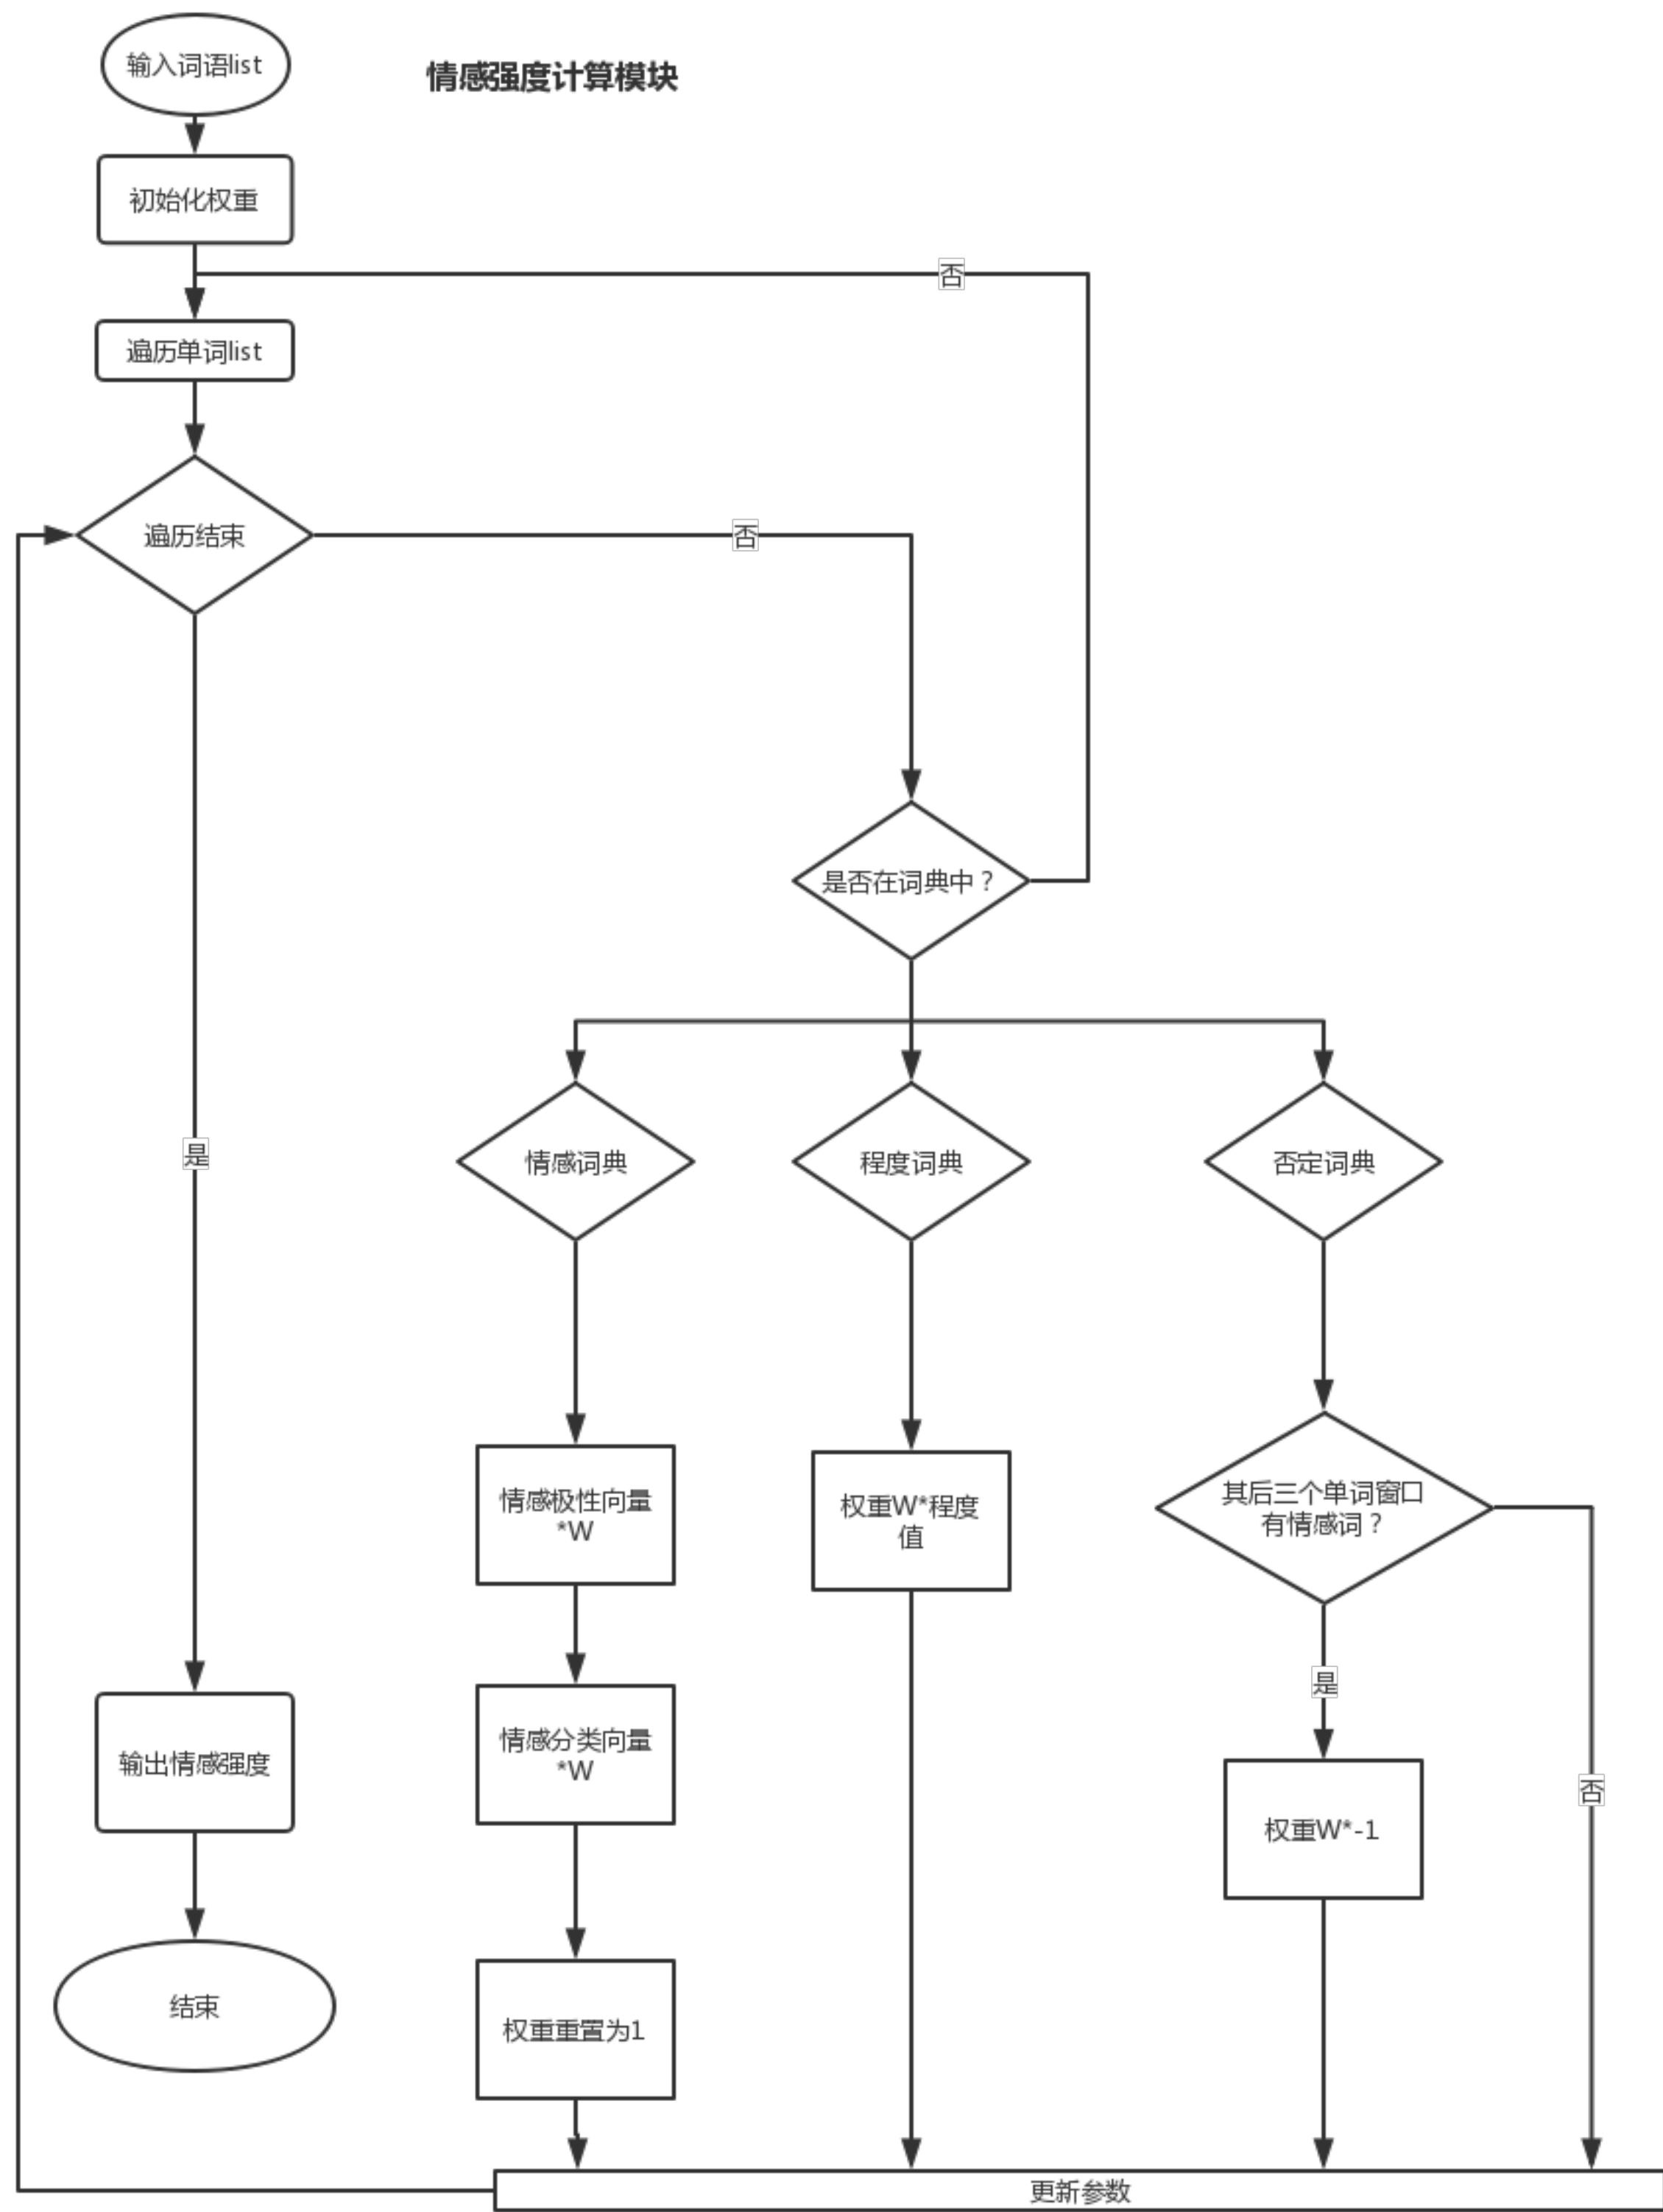 输入词语list
情感强度计算模块
初始化权重
否
遍历单词list
遍历结束
否
是否在词典中？
是
情感词典
程度词典
否定词典
情感极性向量
*W
权重W*程度
值
其后三个单词窗口
有情感词？
是
情感分类向量
*W
输出情感强度
否
权重W*-1
结束
权重重置为1
更新参数